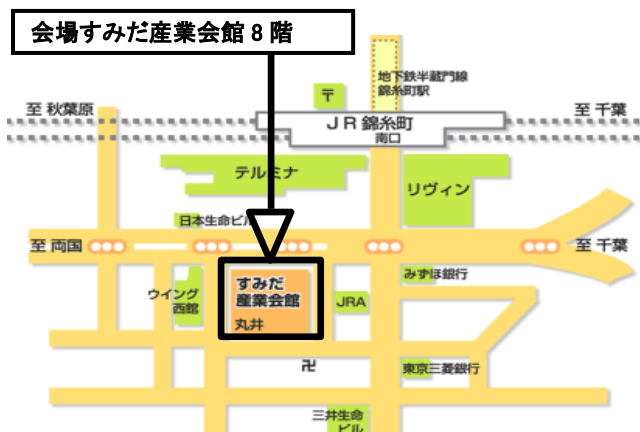 会場すみだ産業会館８階
地下鉄半蔵門線
錦糸町駅
〒
至 秋葉原
至 千葉
ＪＲ錦糸町
南口
テルミナ
リヴィン
日本生命ビル
至 両国
至 千葉
みずほ銀行
ウイング
西館
すみだ
産業会館
丸井
JRA
卍
東京三菱銀行
三井生命
ビル